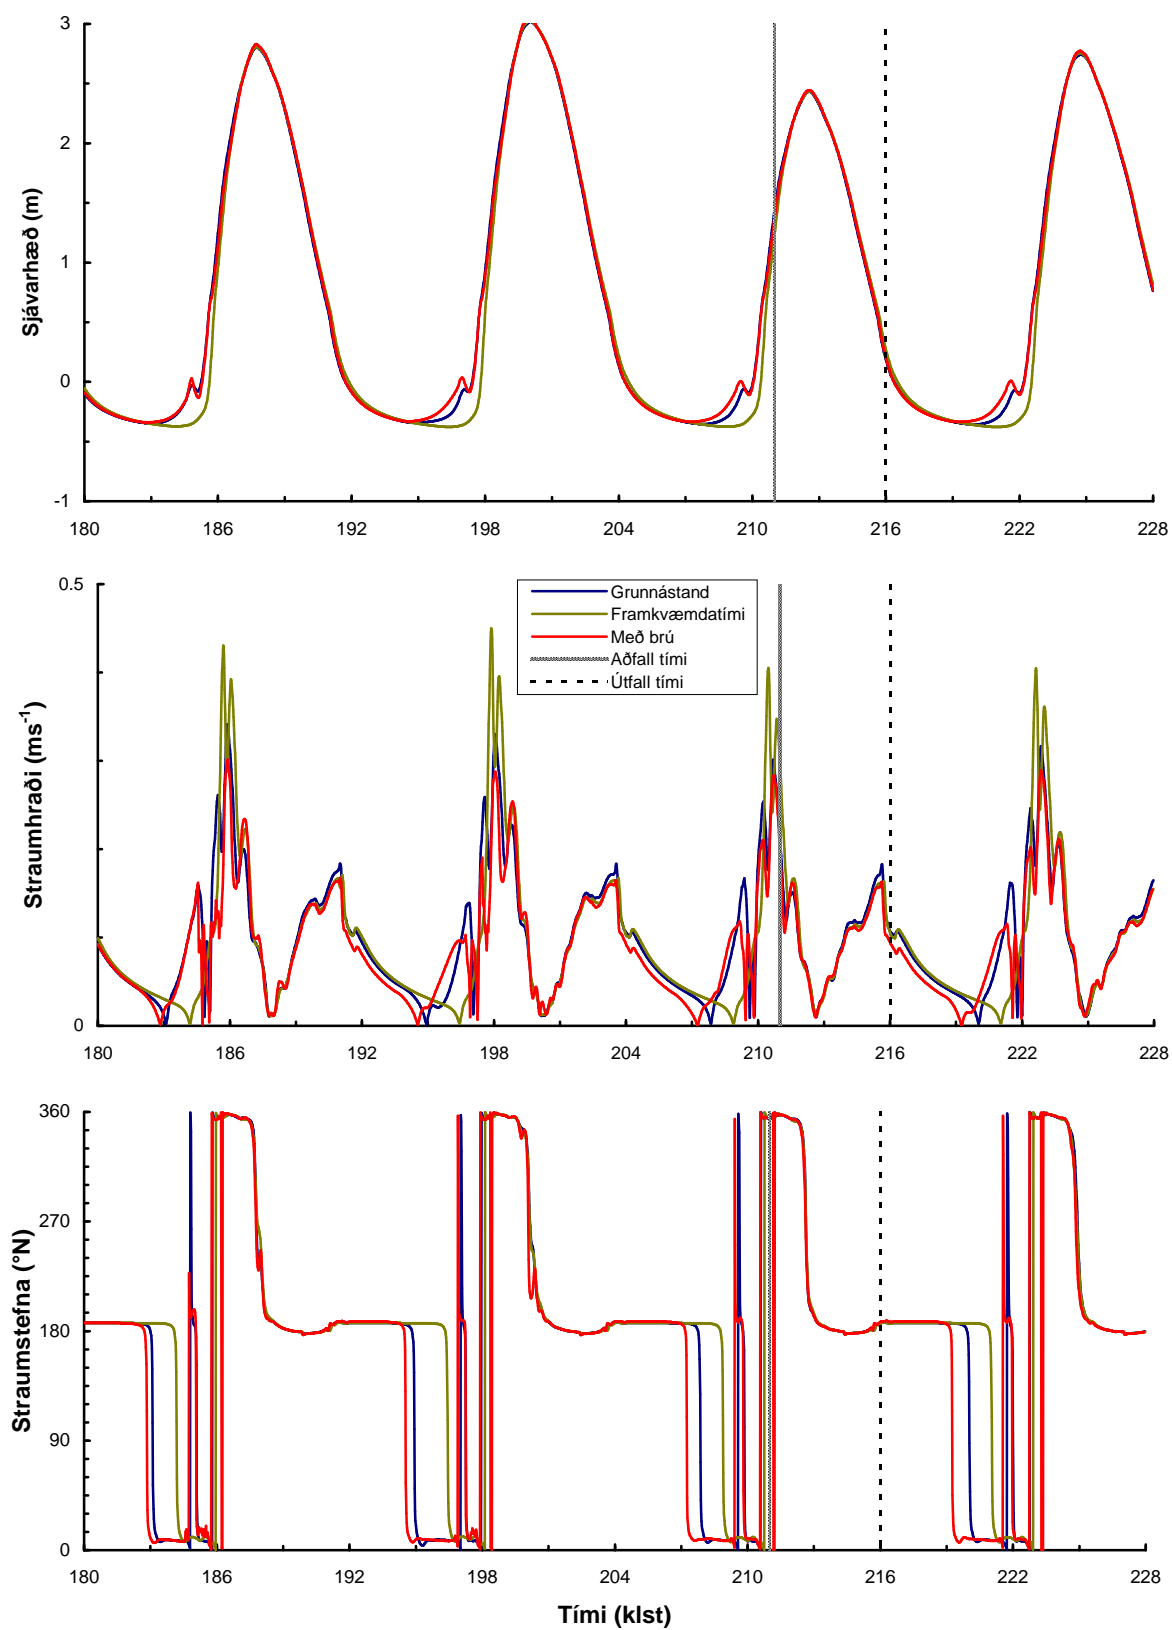 3
2
1
0
-1
Sjávarhæð (m)
180 186 192 198 204 210 216 222 228
0.5
0
Straumhraði (ms⁻¹)
Grunnástand
Framkvæmdatími
Með brú
Aðfall tími
Útfall tími
180 186 192 198 204 210 216 222 228
360
270
180
90
0
Straumstefna (°N)
180 186 192 198 204 210 216 222 228
Tími (klst)